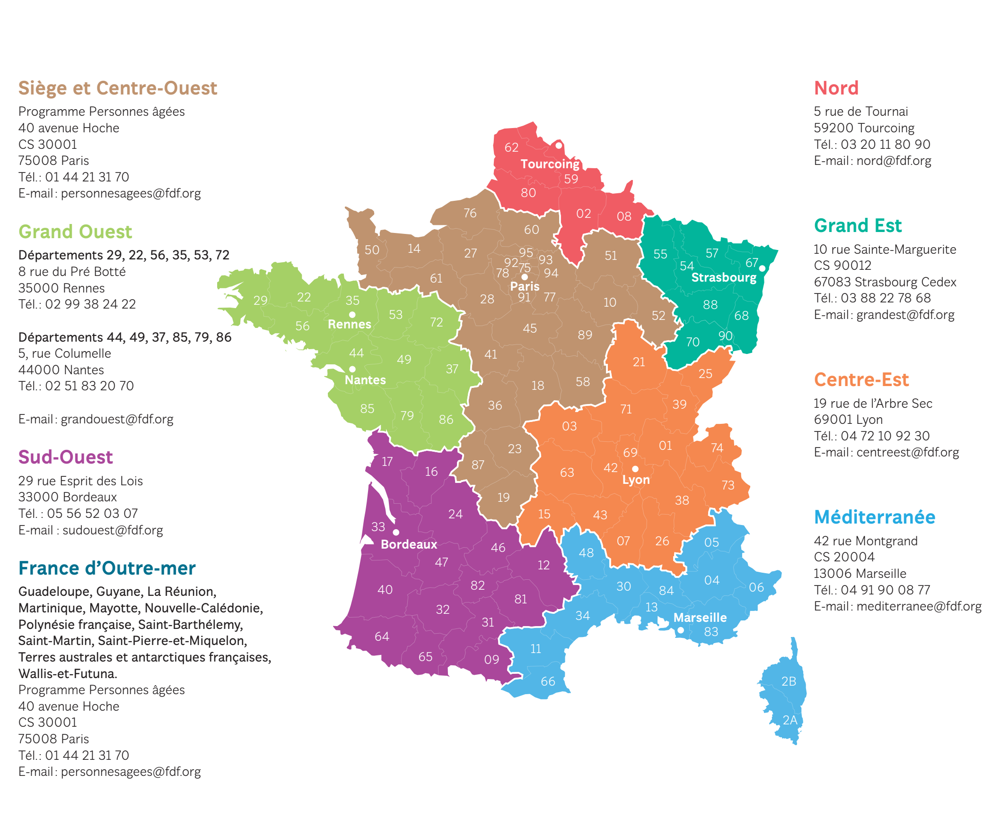 Siège et Centre-Ouest
Programme Personnes âgées
40 avenue Hoche
CS 30001
75008 Paris
Tél.: 01 44 21 31 70
E-mail: personnesagees@fdf.org
Grand Ouest
Départements 29, 22, 56, 35, 53, 72
8 rue du Pré Botté
35000 Rennes
Tél.: 02 99 38 24 22
Départements 44, 49, 37, 85, 79, 86
5, rue Columelle
44000 Nantes
Tél.: 02 51 83 20 70
E-mail: grandouest@fdf.org
Sud-Ouest
29 rue Esprit des Lois
33000 Bordeaux
Tél. : 05 56 52 03 07
E-mail : sudouest@fdf.org
France d'Outre-mer
Guadeloupe, Guyane, La Réunion,
Martinique, Mayotte, Nouvelle-Calédonie,
Polynésie française, Saint-Barthélemy,
Saint-Martin, Saint-Pierre-et-Miquelon,
Terres australes et antarctiques françaises,
Wallis-et-Futuna.
Programme Personnes âgées
40 avenue Hoche
CS 30001
75008 Paris
Tél.: 01 44 21 31 70
E-mail: personnesagees@fdf.org
62
Tourcoing
59
80
02
08
76
60
50
14
27
95
92
75
93
78
94
Paris
91
77
61
28
51
10
52
45
89
41
18
58
36
23
87
19
55
54
57
67
Strasbourg
88
68
70
90
29
22
35
53
72
56
Rennes
44
49
37
Nantes
85
79
86
21
25
71
39
03
01
74
69
42
63
Lyon
73
38
15
43
07
26
17
16
24
33
Bordeaux
46
47
12
82
40
81
32
31
64
65
09
48
05
04
06
30
84
13
34
Marseille
83
11
66
2B
2A
Nord
5 rue de Tournai
59200 Tourcoing
Tél.: 03 20 11 80 90
E-mail: nord@fdf.org
Grand Est
10 rue Sainte-Marguerite
CS 90012
67083 Strasbourg Cedex
Tél.: 03 88 22 78 68
E-mail: grandest@fdf.org
Centre-Est
19 rue de l'Arbre Sec
69001 Lyon
Tél.: 04 72 10 92 30
E-mail: centreest@fdf.org
Méditerranée
42 rue Montgrand
CS 20004
13006 Marseille
Tél.: 04 91 90 08 77
E-mail: mediterranee@fdf.org